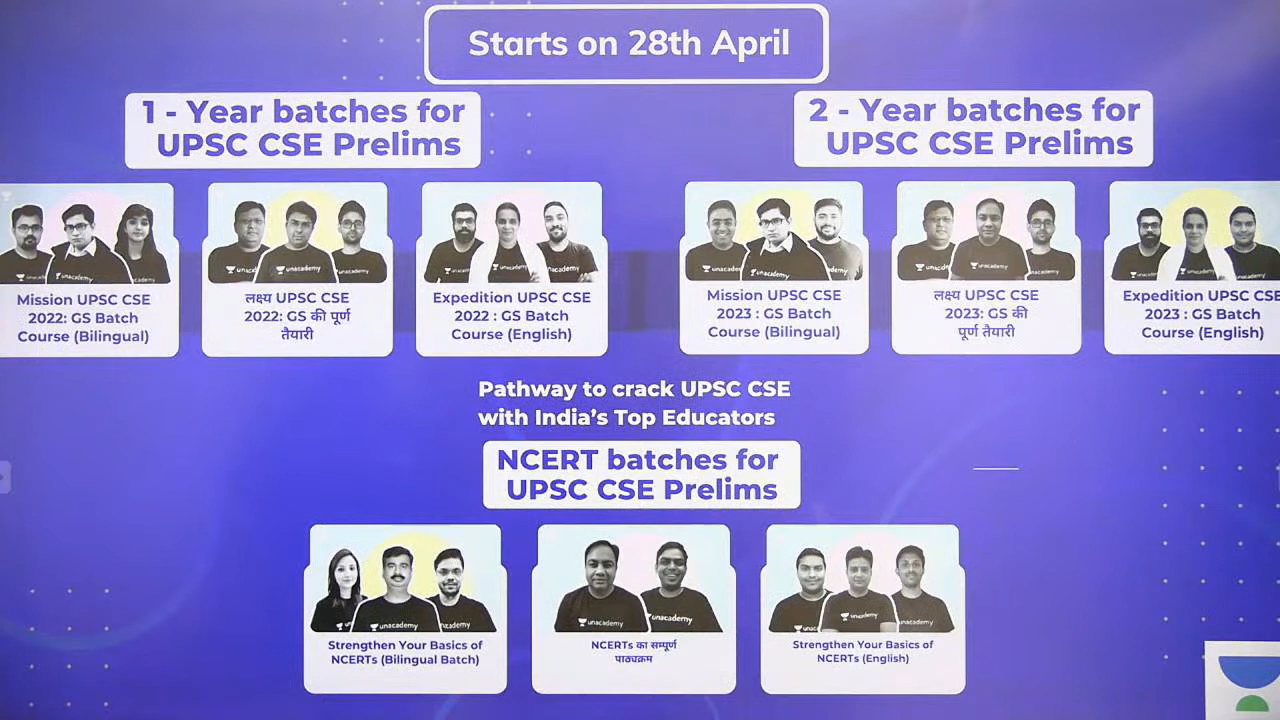 Starts on 28th April
1 - Year batches for
UPSC CSE Prelims
2 - Year batches for
UPSC CSE Prelims
Mission UPSC CSE
2022: GS Batch
Course (Bilingual)
लक्ष्य UPSC CSE
2022: GS की पूर्ण
तैयारी
Expedition UPSC CSE
2022 : GS Batch
Course (English)
Mission UPSC CSE
2023 : GS Batch
Course (Bilingual)
लक्ष्य UPSC CSE
2023: GS की
पूर्ण तैयारी
Expedition UPSC CSE
2023 : GS Batch
Course (English)
Pathway to crack UPSC CSE
with India's Top Educators
NCERT batches for
UPSC CSE Prelims
Strengthen Your Basics of
NCERTs (Bilingual Batch)
NCERTs का सम्पूर्ण
पाठ्यक्रम
Strengthen Your Basics of
NCERTs (English)